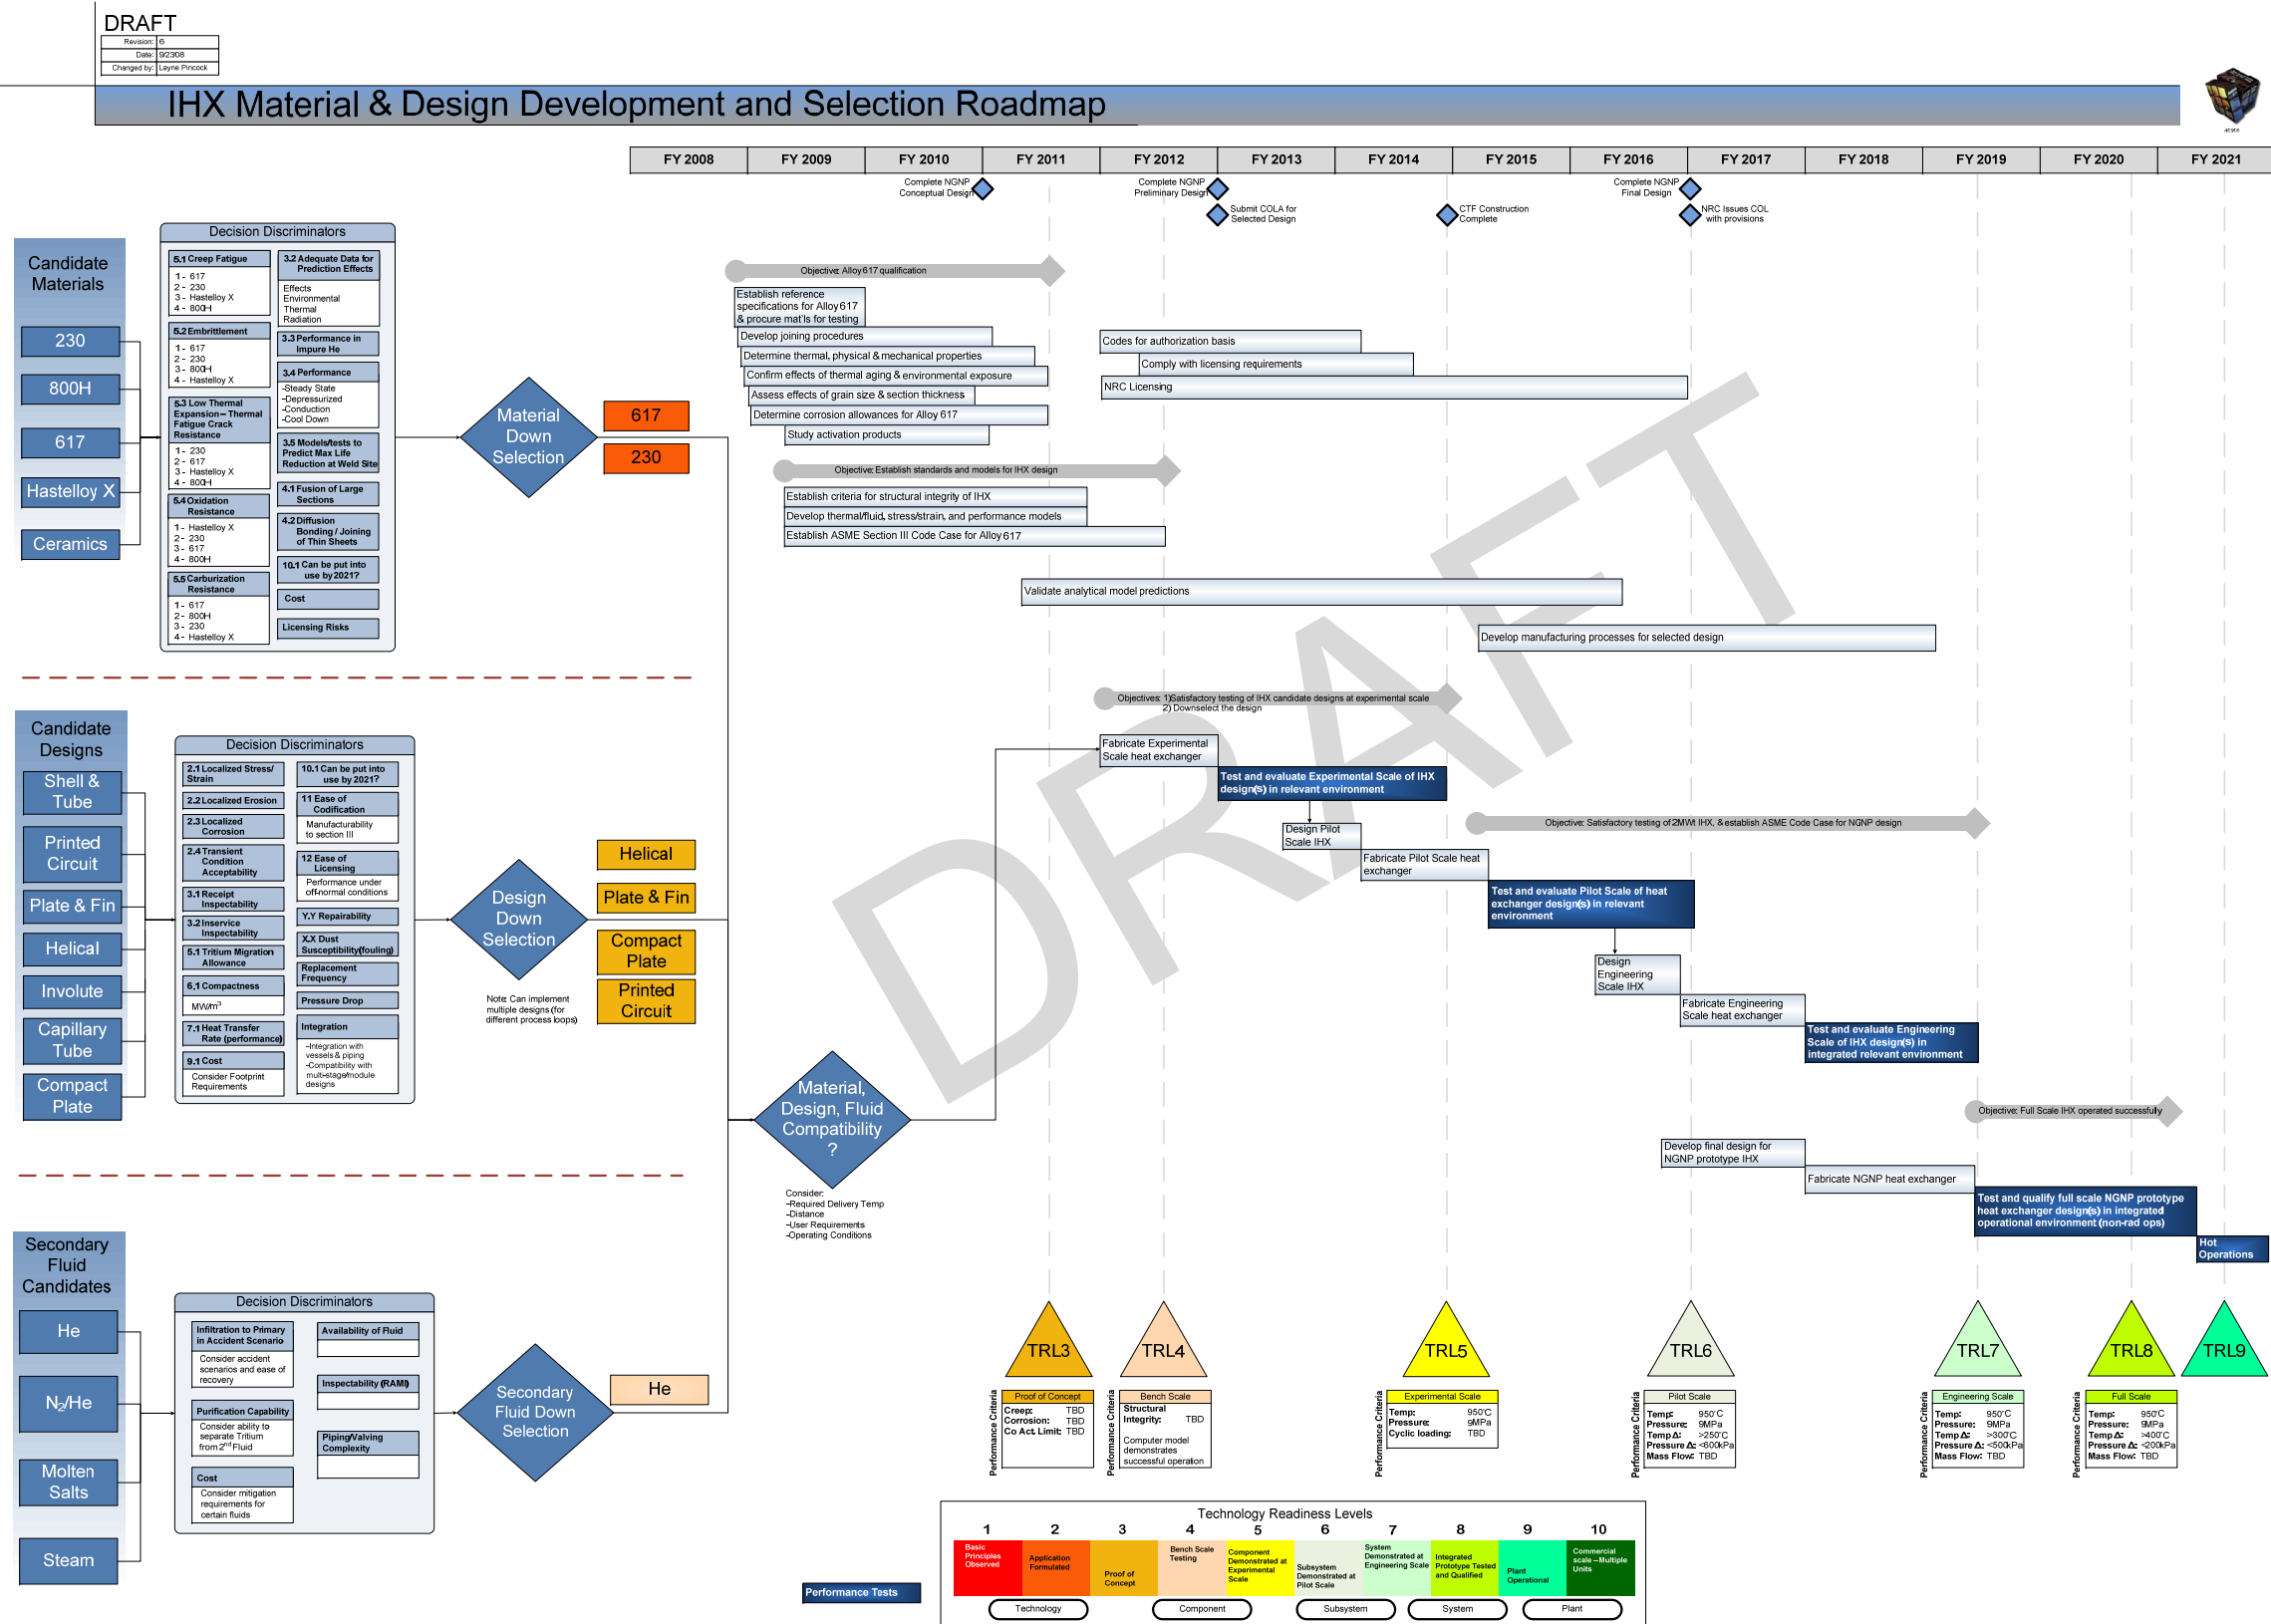 DRAFT
Revision: 6
Date: 9/23/08
Changed by: Layne Pincock
IHX Material & Design Development and Selection Roadmap
FY 2008
FY 2009
FY 2010
FY 2011
FY 2012
FY 2013
FY 2014
FY 2015
FY 2016
FY 2017
FY 2018
FY 2019
FY 2020
FY 2021
Complete NGNP
Conceptual Design
Complete NGNP
Preliminary Design
Submit COLA for
Selected Design
CTF Construction
Complete
Complete NGNP
Final Design
NRC Issues COL
with provisions
Candidate
Materials
230
800H
617
Hastelloy X
Ceramics
Decision Discriminators
5.1 Creep Fatigue
1 - 617
2 - 230
3 - Hastelloy X
4 - 800H
5.2 Embrittlement
1 - 617
2 - 230
3 - 800H
4 - Hastelloy X
5.3 Low Thermal
Expansion – Thermal
Fatigue Crack
Resistance
1 - 230
2 - 617
3 - Hastelloy X
4 - 800H
5.4 Oxidation
Resistance
1 - Hastelloy X
2 - 230
3 - 617
4 - 800H
5.5 Carburization
Resistance
1 - 617
2 - 800H
3 - 230
4 - Hastelloy X
3.2 Adequate Data for
Prediction Effects
Effects
Environmental
Thermal
Radiation
3.3 Performance in
Impure He
3.4 Performance
-Steady State
-Depressurized
-Conduction
-Cool Down
3.5 Models/tests to
Predict Max Life
Reduction at Weld Site
4.1 Fusion of Large
Sections
4.2 Diffusion
Bonding / Joining
of Thin Sheets
10.1 Can be put into
use by 2021?
Cost
Licensing Risks
Material
Down
Selection
617
230
Objective: Alloy 617 qualification
Establish reference
specifications for Alloy 617
& procure mat'ls for testing
Develop joining procedures
Determine thermal, physical & mechanical properties
Confirm effects of thermal aging & environmental exposure
Assess effects of grain size & section thickness
Determine corrosion allowances for Alloy 617
Study activation products
Codes for authorization basis
Comply with licensing requirements
NRC Licensing
Objective: Establish standards and models for IHX design
Establish criteria for structural integrity of IHX
Develop thermal/fluid, stress/strain, and performance models
Establish ASME Section III Code Case for Alloy 617
Validate analytical model predictions
Develop manufacturing processes for selected design
DRAFT
Candidate
Designs
Shell &
Tube
Printed
Circuit
Plate & Fin
Helical
Involute
Capillary
Tube
Compact
Plate
Decision Discriminators
2.1 Localized Stress/
Strain
2.2 Localized Erosion
2.3 Localized
Corrosion
2.4 Transient
Condition
Acceptability
3.1 Receipt
Inspectability
3.2 Inservice
Inspectability
5.1 Tritium Migration
Allowance
6.1 Compactness
MW/m³
7.1 Heat Transfer
Rate (performance)
9.1 Cost
Consider Footprint
Requirements
10.1 Can be put into
use by 2021?
11 Ease of
Codification
Manufacturability
to section III
12 Ease of
Licensing
Performance under
off-normal conditions
Y.Y Repairability
X.X Dust
Susceptibility (fouling)
Replacement
Frequency
Pressure Drop
Integration
-Integration with
vessels & piping
-Compatibility with
multi-stage/module
designs
Design
Down
Selection
Note: Can implement
multiple designs (for
different process loops)
Helical
Plate & Fin
Compact
Plate
Printed
Circuit
Objectives: 1) Satisfactory testing of IHX candidate designs at experimental scale
2) Downselect the design
Fabricate Experimental
Scale heat exchanger
Test and evaluate Experimental Scale of IHX
design(s) in relevant environment
Design Pilot
Scale IHX
Fabricate Pilot Scale heat
exchanger
Objective: Satisfactory testing of 2MWt IHX, & establish ASME Code Case for NGNP design
Test and evaluate Pilot Scale of heat
exchanger design(s) in relevant
environment
Design
Engineering
Scale IHX
Fabricate Engineering
Scale heat exchanger
Test and evaluate Engineering
Scale of IHX design(s) in
integrated relevant environment
Material,
Design, Fluid
Compatibility
?
Consider:
-Required Delivery Temp
-Distance
-User Requirements
-Operating Conditions
Objective: Full Scale IHX operated successfully
Develop final design for
NGNP prototype IHX
Fabricate NGNP heat exchanger
Test and qualify full scale NGNP prototype
heat exchanger design(s) in integrated
operational environment (non-rad ops)
Hot
Operations
Secondary
Fluid
Candidates
He
N₂/He
Molten
Salts
Steam
Decision Discriminators
Infiltration to Primary
in Accident Scenario
Consider accident
scenarios and ease of
recovery
Purification Capability
Consider ability to
separate Tritium
from 2nd Fluid
Cost
Consider mitigation
requirements for
certain fluids
Availability of Fluid
Inspectability (RAMI)
Piping/Valving
Complexity
Secondary
Fluid Down
Selection
He
TRL3
TRL4
TRL5
TRL6
TRL7
TRL8
TRL9
Performance Criteria
Proof of Concept
Creep: TBD
Corrosion: TBD
Co Act. Limit: TBD
Performance Criteria
Bench Scale
Structural
Integrity: TBD
Computer model
demonstrates
successful operation
Performance Criteria
Experimental Scale
Temp: 950°C
Pressure: 9MPa
Cyclic loading: TBD
Performance Criteria
Pilot Scale
Temp: 950°C
Pressure: 9MPa
Temp Δ: >250°C
Pressure Δ: <600kPa
Mass Flow: TBD
Performance Criteria
Engineering Scale
Temp: 950°C
Pressure: 9MPa
Temp Δ: >300°C
Pressure Δ: <500kPa
Mass Flow: TBD
Performance Criteria
Full Scale
Temp: 950°C
Pressure: 9MPa
Temp Δ: >400°C
Pressure Δ: <200kPa
Mass Flow: TBD
Performance Tests
Technology Readiness Levels
1 2 3 4 5 6 7 8 9 10
Basic
Principles
Observed
Application
Formulated
Proof of
Concept
Bench Scale
Testing
Component
Demonstrated at
Experimental
Scale
Subsystem
Demonstrated at
Pilot Scale
System
Demonstrated at
Engineering Scale
Integrated
Prototype Tested
and Qualified
Plant
Operational
Commercial
scale – Multiple
Units
Technology
Component
Subsystem
System
Plant